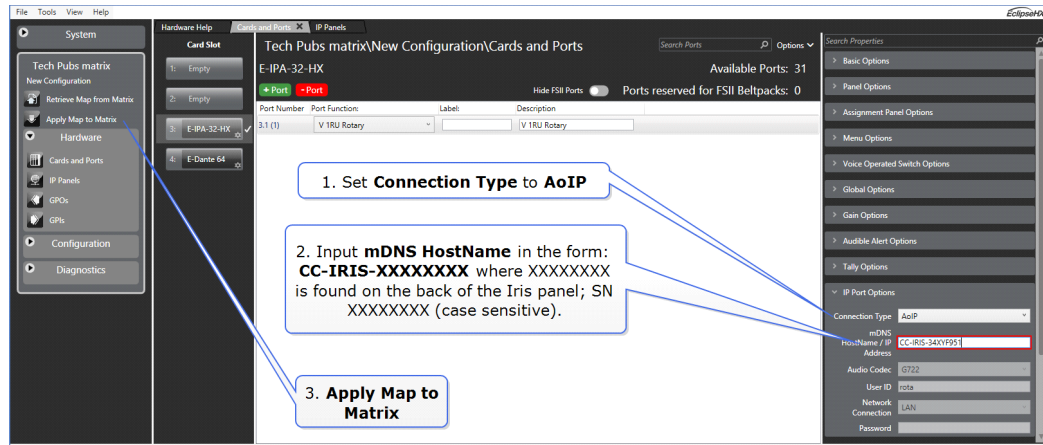 File Tools View Help
EclipseHX
System
Tech Pubs matrix
New Configuration
Retrieve Map from Matrix
Apply Map to Matrix
Hardware
Cards and Ports
IP Panels
GPOs
GPIs
Configuration
Diagnostics
Hardware Help
Cards and Ports X
IP Panels
Card Slot
1: Empty
2: Empty
3: E-IPA-32-HX
4: E-Dante 64
Tech Pubs matrix\New Configuration\Cards and Ports
Search Ports
Options
E-IPA-32-HX
Available Ports: 31
+ Port
- Port
Hide FSII Ports
Ports reserved for FSII Beltpacks: 0
Port Number Port Function: Label: Description
3.1 (1) V 1RU Rotary V 1RU Rotary
1. Set Connection Type to AoIP
2. Input mDNS HostName in the form:
CC-IRIS-XXXXXXXX where XXXXXXXX
is found on the back of the Iris panel; SN
XXXXXXXX (case sensitive).
3. Apply Map to
Matrix
Search Properties
Basic Options
Panel Options
Assignment Panel Options
Menu Options
Voice Operated Switch Options
Global Options
Gain Options
Audible Alert Options
Tally Options
IP Port Options
Connection Type AoIP
mDNS
HostName / IP
Address
CC-IRIS-34XYF951
Audio Codec G722
User ID rota
Network
Connection
LAN
Password